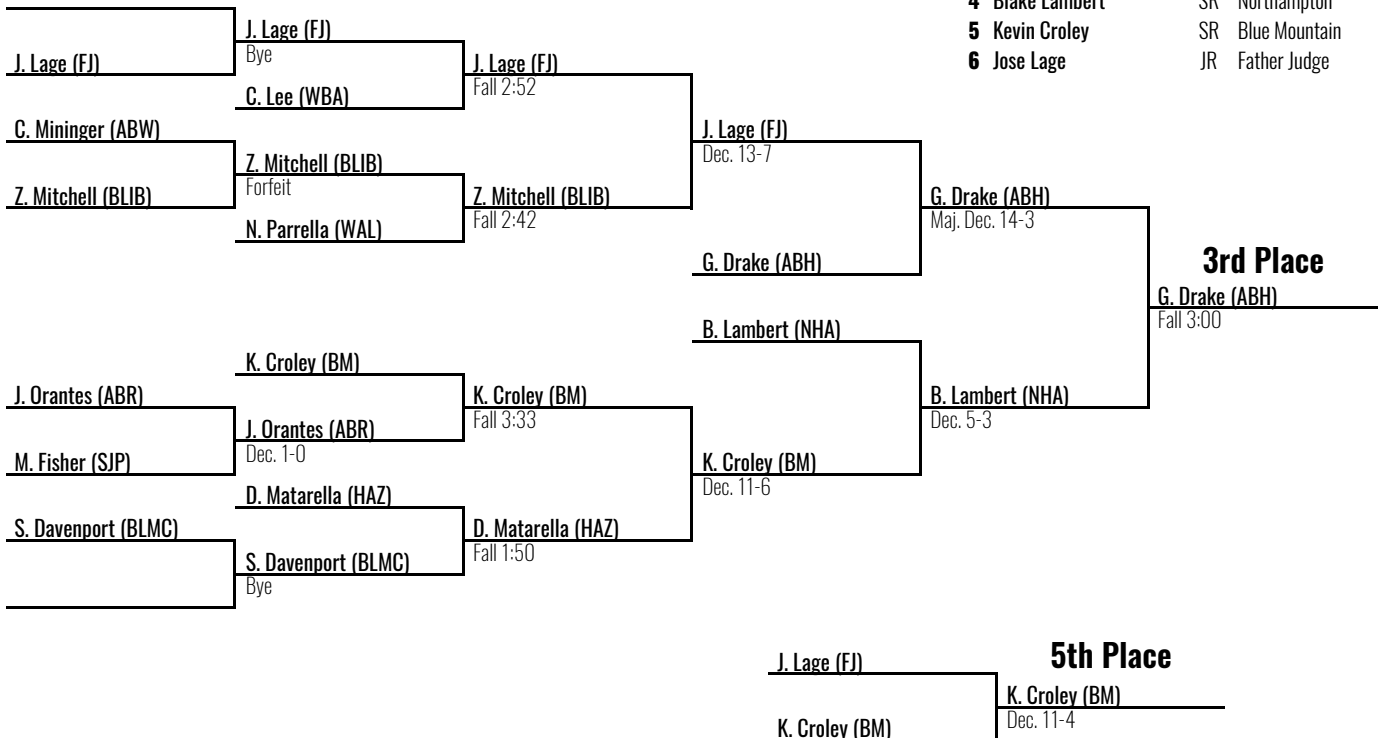 4 Blake Lambert SR Northampton
5 Kevin Croley SR Blue Mountain
6 Jose Lage JR Father Judge
J. Lage (FJ)
J. Lage (FJ)
Bye
C. Lee (WBA)
J. Lage (FJ)
Fall 2:52
C. Mininger (ABW)
Z. Mitchell (BLIB)
Z. Mitchell (BLIB)
Forfeit
N. Parrella (WAL)
Z. Mitchell (BLIB)
Fall 2:42
J. Lage (FJ)
Dec. 13-7
G. Drake (ABH)
G. Drake (ABH)
Maj. Dec. 14-3
3rd Place
G. Drake (ABH)
Fall 3:00
B. Lambert (NHA)
K. Croley (BM)
J. Orantes (ABR)
M. Fisher (SJP)
J. Orantes (ABR)
Dec. 1-0
K. Croley (BM)
Fall 3:33
D. Matarella (HAZ)
S. Davenport (BLMC)
S. Davenport (BLMC)
Bye
D. Matarella (HAZ)
Fall 1:50
K. Croley (BM)
Dec. 11-6
B. Lambert (NHA)
Dec. 5-3
5th Place
J. Lage (FJ)
K. Croley (BM)
K. Croley (BM)
Dec. 11-4